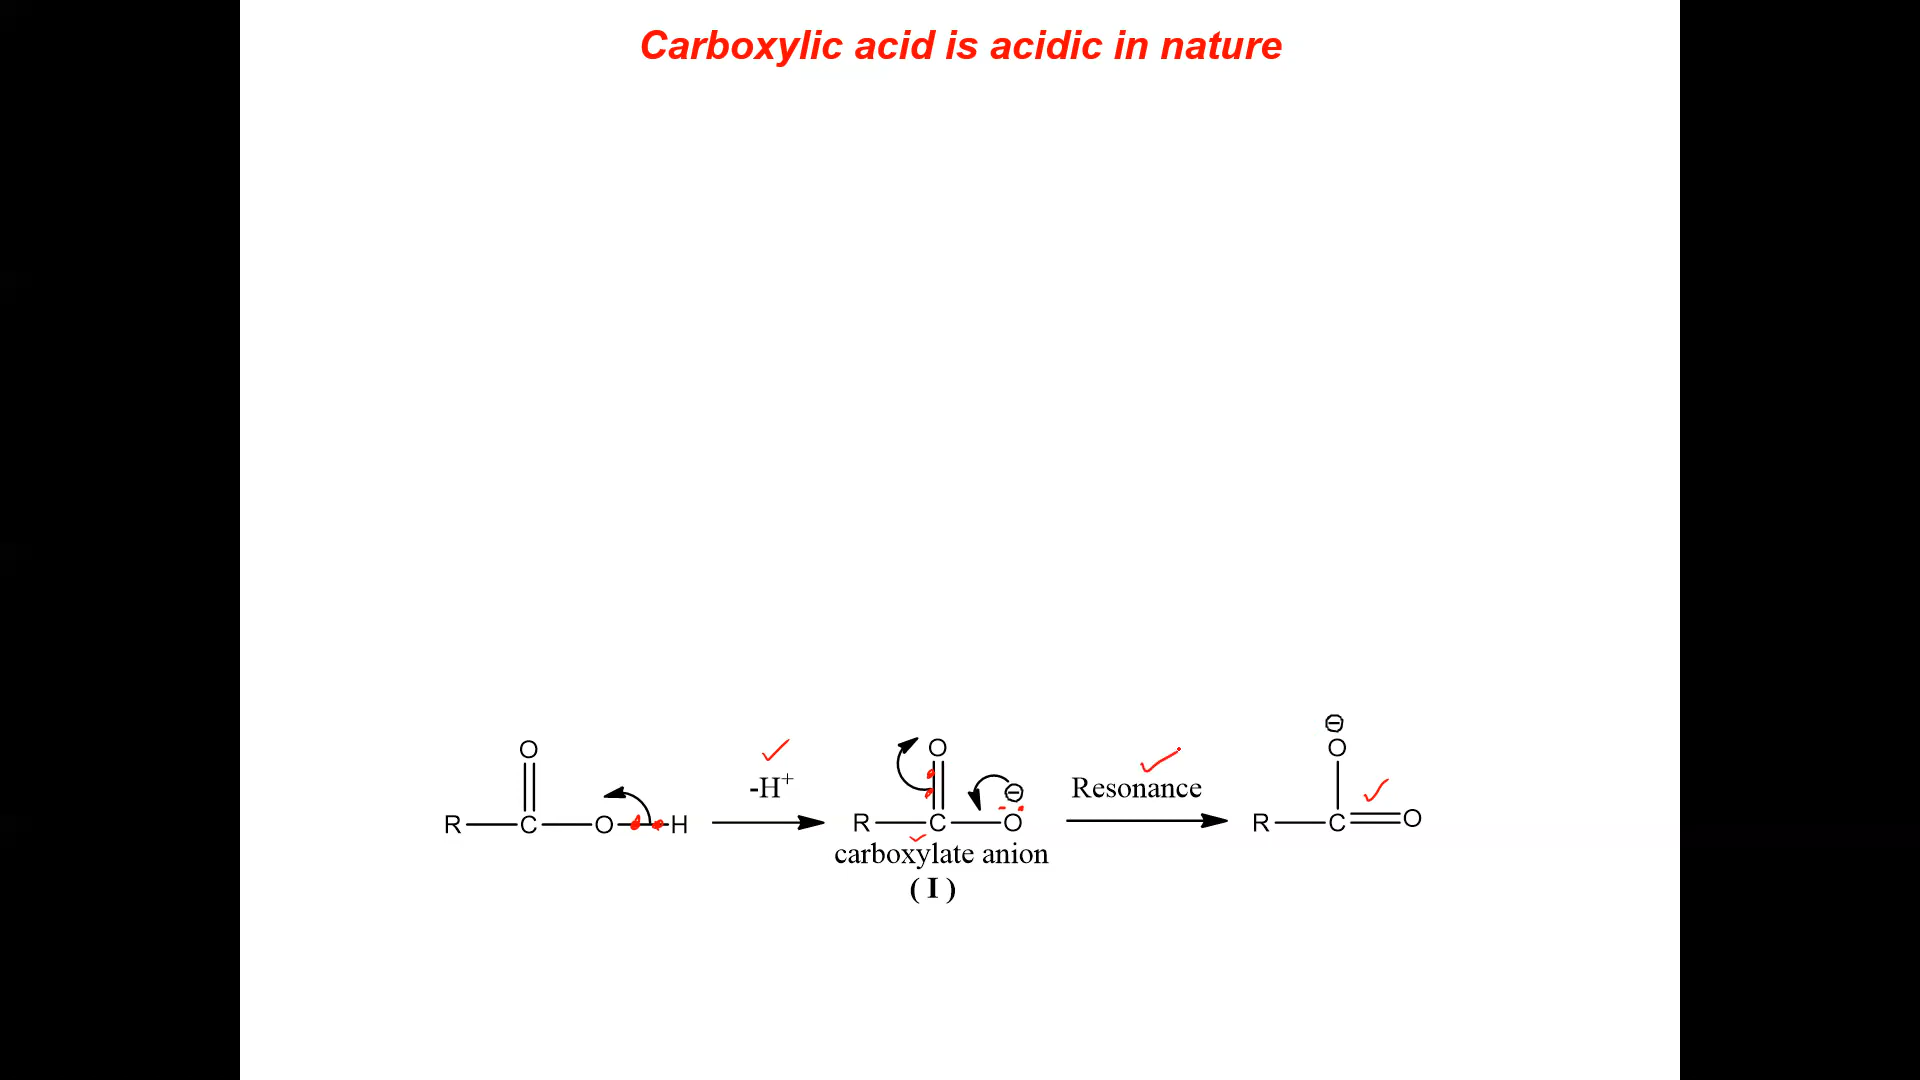 Carboxylic acid is acidic in nature
O O ⊖ O
R C O H -H+ R C O ⊖ Resonance R C O
carboxylate anion
( I )